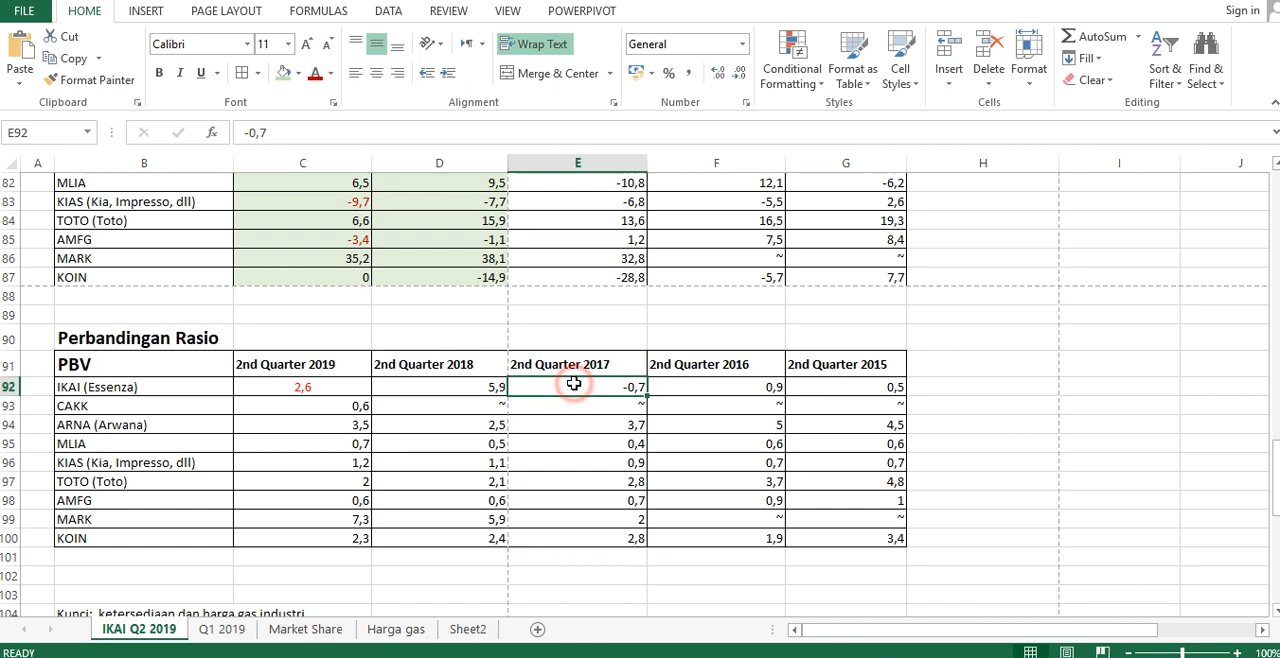 FILE HOME INSERT PAGE LAYOUT FORMULAS DATA REVIEW VIEW POWERPIVOT Sign in
Paste Cut Copy Format Painter Clipboard
Calibri 11 B I U A Font
Wrap Text Merge & Center Alignment
General % Number
Conditional Formatting Format as Table Cell Styles Styles
Insert Delete Format Cells
AutoSum Fill Clear Sort & Filter Find & Select Editing
E92 fx -0,7
A B C D E F G H I J
82 MLIA 6,5 9,5 -10,8 12,1 -6,2
83 KIAS (Kia, Impresso, dll) -9,7 -7,7 -6,8 -5,5 2,6
84 TOTO (Toto) 6,6 15,9 13,6 16,5 19,3
85 AMFG -3,4 -1,1 1,2 7,5 8,4
86 MARK 35,2 38,1 32,8 ~ ~
87 KOIN 0 -14,9 -28,8 -5,7 7,7
88
89
90 Perbandingan Rasio
91 PBV 2nd Quarter 2019 2nd Quarter 2018 2nd Quarter 2017 2nd Quarter 2016 2nd Quarter 2015
92 IKAI (Essenza) 2,6 5,9 -0,7 0,9 0,5
93 CAKK 0,6 ~ ~ ~ ~
94 ARNA (Arwana) 3,5 2,5 3,7 5 4,5
95 MLIA 0,7 0,5 0,4 0,6 0,6
96 KIAS (Kia, Impresso, dll) 1,2 1,1 0,9 0,7 0,7
97 TOTO (Toto) 2 2,1 2,8 3,7 4,8
98 AMFG 0,6 0,6 0,7 0,9 1
99 MARK 7,3 5,9 2 ~ ~
100 KOIN 2,3 2,4 2,8 1,9 3,4
101
102
103
104 Kunci: ketersediaan dan harga gas industri
IKAI Q2 2019 Q1 2019 Market Share Harga gas Sheet2
READY 100%